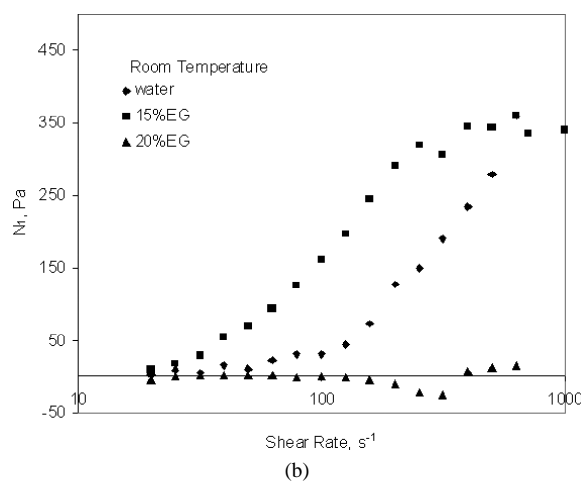 450
350
250
150
50
-50
N₁, Pa
Room Temperature
water
15%EG
20%EG
10
100
1000
Shear Rate, s⁻¹
(b)